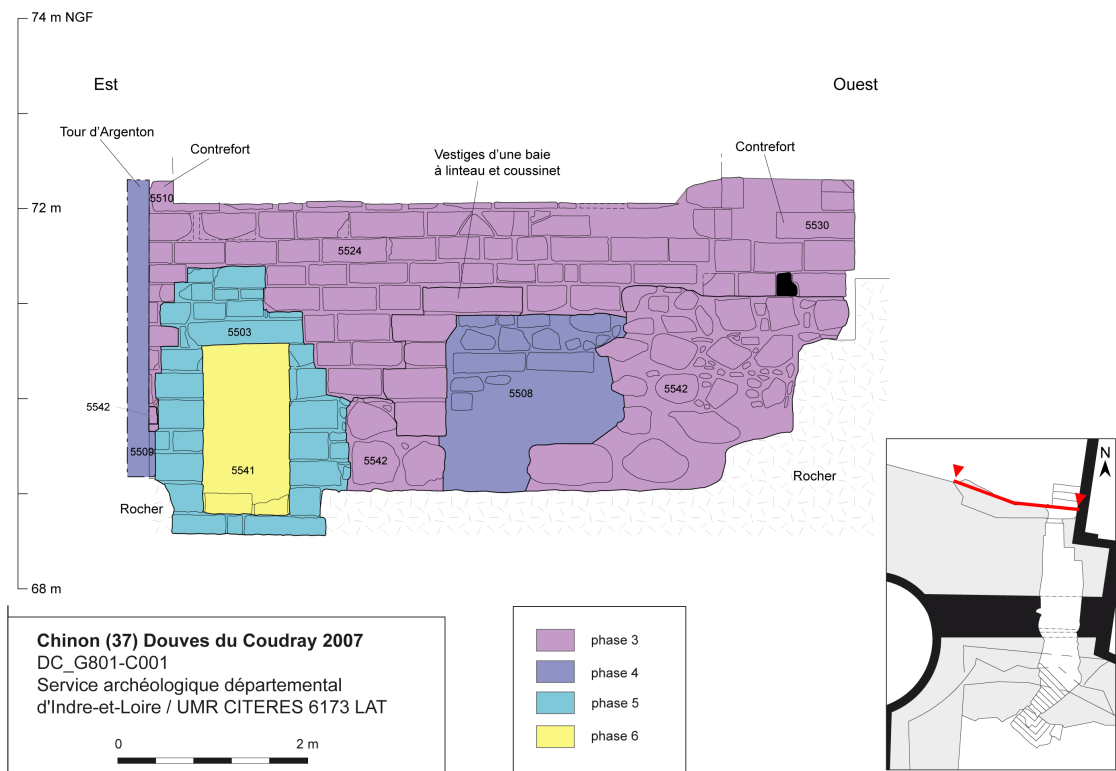 74 m NGF
Est
Ouest
Tour d'Argenton
Contrefort
Vestiges d'une baie
à linteau et coussinet
Contrefort
5510
72 m
5530
5524
5503
5542
5508
5542
5509
5541
5542
Rocher
Rocher
N
68 m
Chinon (37) Douves du Coudray 2007
DC_G801-C001
Service archéologique départemental
d'Indre-et-Loire / UMR CITERES 6173 LAT
0
2 m
phase 3
phase 4
phase 5
phase 6